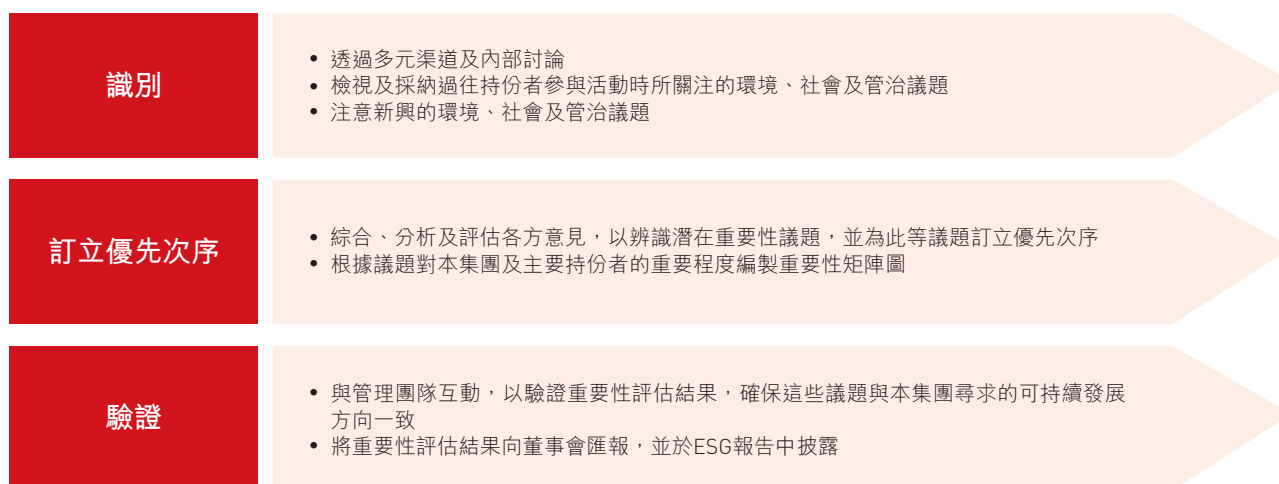 識別
• 透過多元渠道及內部討論
• 檢視及採納過往持份者參與活動時所關注的環境、社會及管治議題
• 注意新興的環境、社會及管治議題
訂立優先次序
• 綜合、分析及評估各方意見，以辨識潛在重要性議題，並為此等議題訂立優先次序
• 根據議題對本集團及主要持份者的重要程度編製重要性矩陣圖
驗證
• 與管理團隊互動，以驗證重要性評估結果，確保這些議題與本集團尋求的可持續發展
方向一致
• 將重要性評估結果向董事會匯報，並於ESG報告中披露